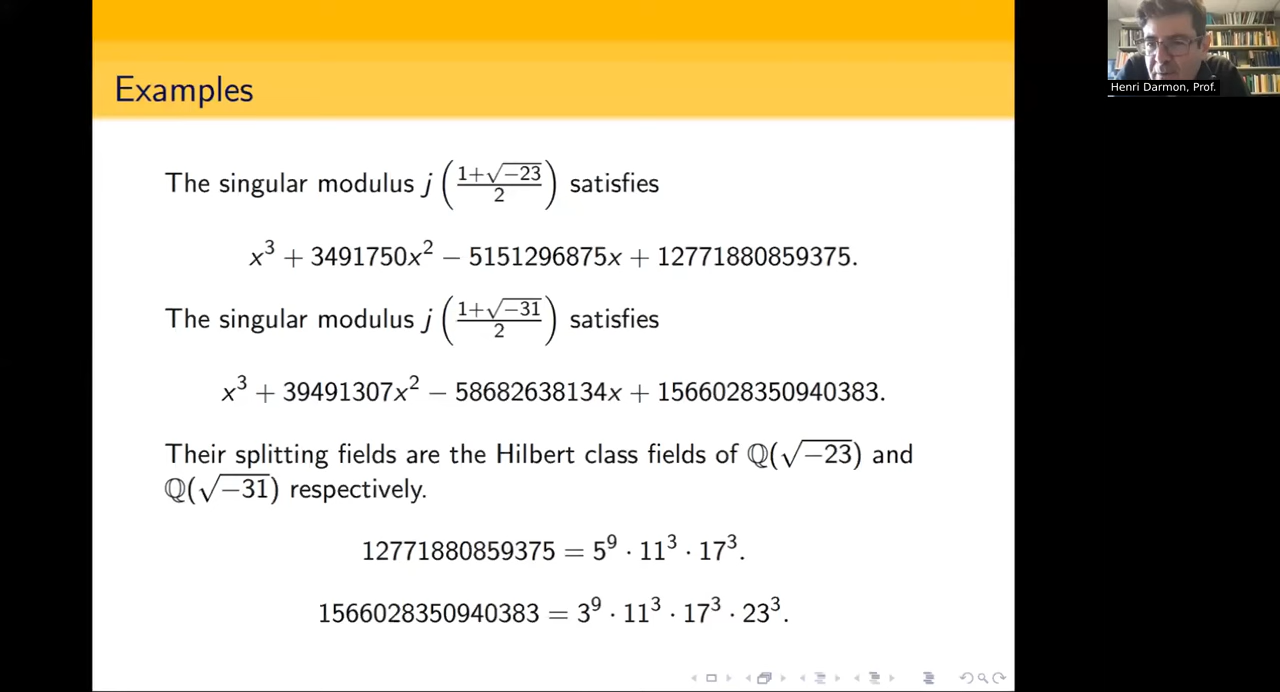 Examples
Henri Darmon, Prof.
The singular modulus j((1+√−23)/2) satisfies
x³ + 3491750x² − 5151296875x + 12771880859375.
The singular modulus j((1+√−31)/2) satisfies
x³ + 39491307x² − 58682638134x + 1566028350940383.
Their splitting fields are the Hilbert class fields of ℚ(√−23) and
ℚ(√−31) respectively.
12771880859375 = 5⁹ · 11³ · 17³.
1566028350940383 = 3⁹ · 11³ · 17³ · 23³.